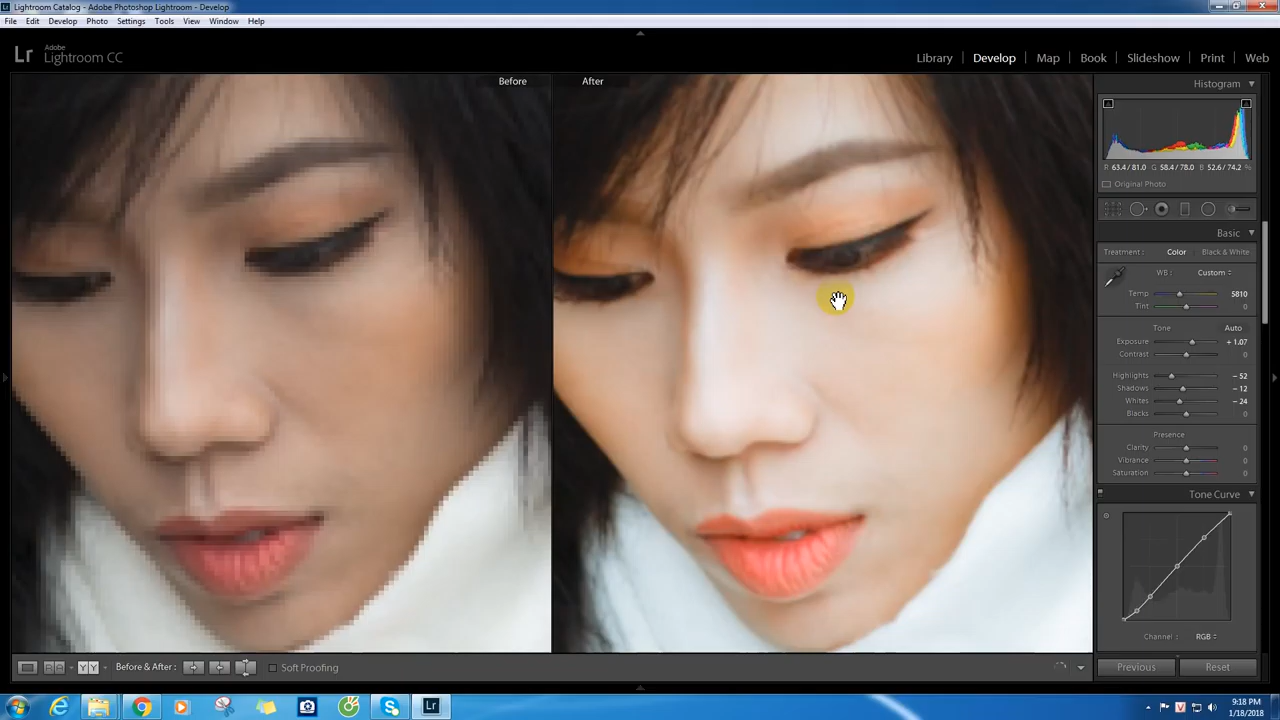 Lightroom Catalog - Adobe Photoshop Lightroom - Develop
File Edit Develop Photo Settings Tools View Window Help
Lr Adobe Lightroom CC
Library Develop Map Book Slideshow Print Web
Before After
Histogram
R 63.4 / 81.0 G 58.4 / 78.0 B 52.6 / 74.2 %
Original Photo
Basic
Treatment: Color Black & White
WB: Custom
Temp 5810
Tint 0
Tone Auto
Exposure + 1.07
Contrast 0
Highlights − 52
Shadows − 12
Whites − 24
Blacks 0
Presence
Clarity 0
Vibrance 0
Saturation 0
Tone Curve
Channel: RGB
Before & After: Soft Proofing
Previous Reset
Lr
V
9:18 PM
1/18/2018